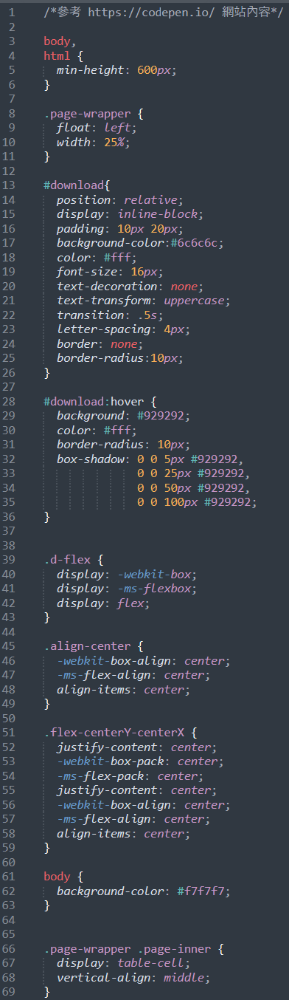 1 /*參考 https://codepen.io/ 網站內容*/
2
3 body,
4 html {
5 min-height: 600px;
6 }
7
8 .page-wrapper {
9 float: left;
10 width: 25%;
11 }
12
13 #download{
14 position: relative;
15 display: inline-block;
16 padding: 10px 20px;
17 background-color:#6c6c6c;
18 color: #fff;
19 font-size: 16px;
20 text-decoration: none;
21 text-transform: uppercase;
22 transition: .5s;
23 letter-spacing: 4px;
24 border: none;
25 border-radius:10px;
26 }
27
28 #download:hover {
29 background: #929292;
30 color: #fff;
31 border-radius: 10px;
32 box-shadow: 0 0 5px #929292,
33 0 0 25px #929292,
34 0 0 50px #929292,
35 0 0 100px #929292;
36 }
37
38
39 .d-flex {
40 display: -webkit-box;
41 display: -ms-flexbox;
42 display: flex;
43 }
44
45 .align-center {
46 -webkit-box-align: center;
47 -ms-flex-align: center;
48 align-items: center;
49 }
50
51 .flex-centerY-centerX {
52 justify-content: center;
53 -webkit-box-pack: center;
54 -ms-flex-pack: center;
55 justify-content: center;
56 -webkit-box-align: center;
57 -ms-flex-align: center;
58 align-items: center;
59 }
60
61 body {
62 background-color: #f7f7f7;
63 }
64
65
66 .page-wrapper .page-inner {
67 display: table-cell;
68 vertical-align: middle;
69 }